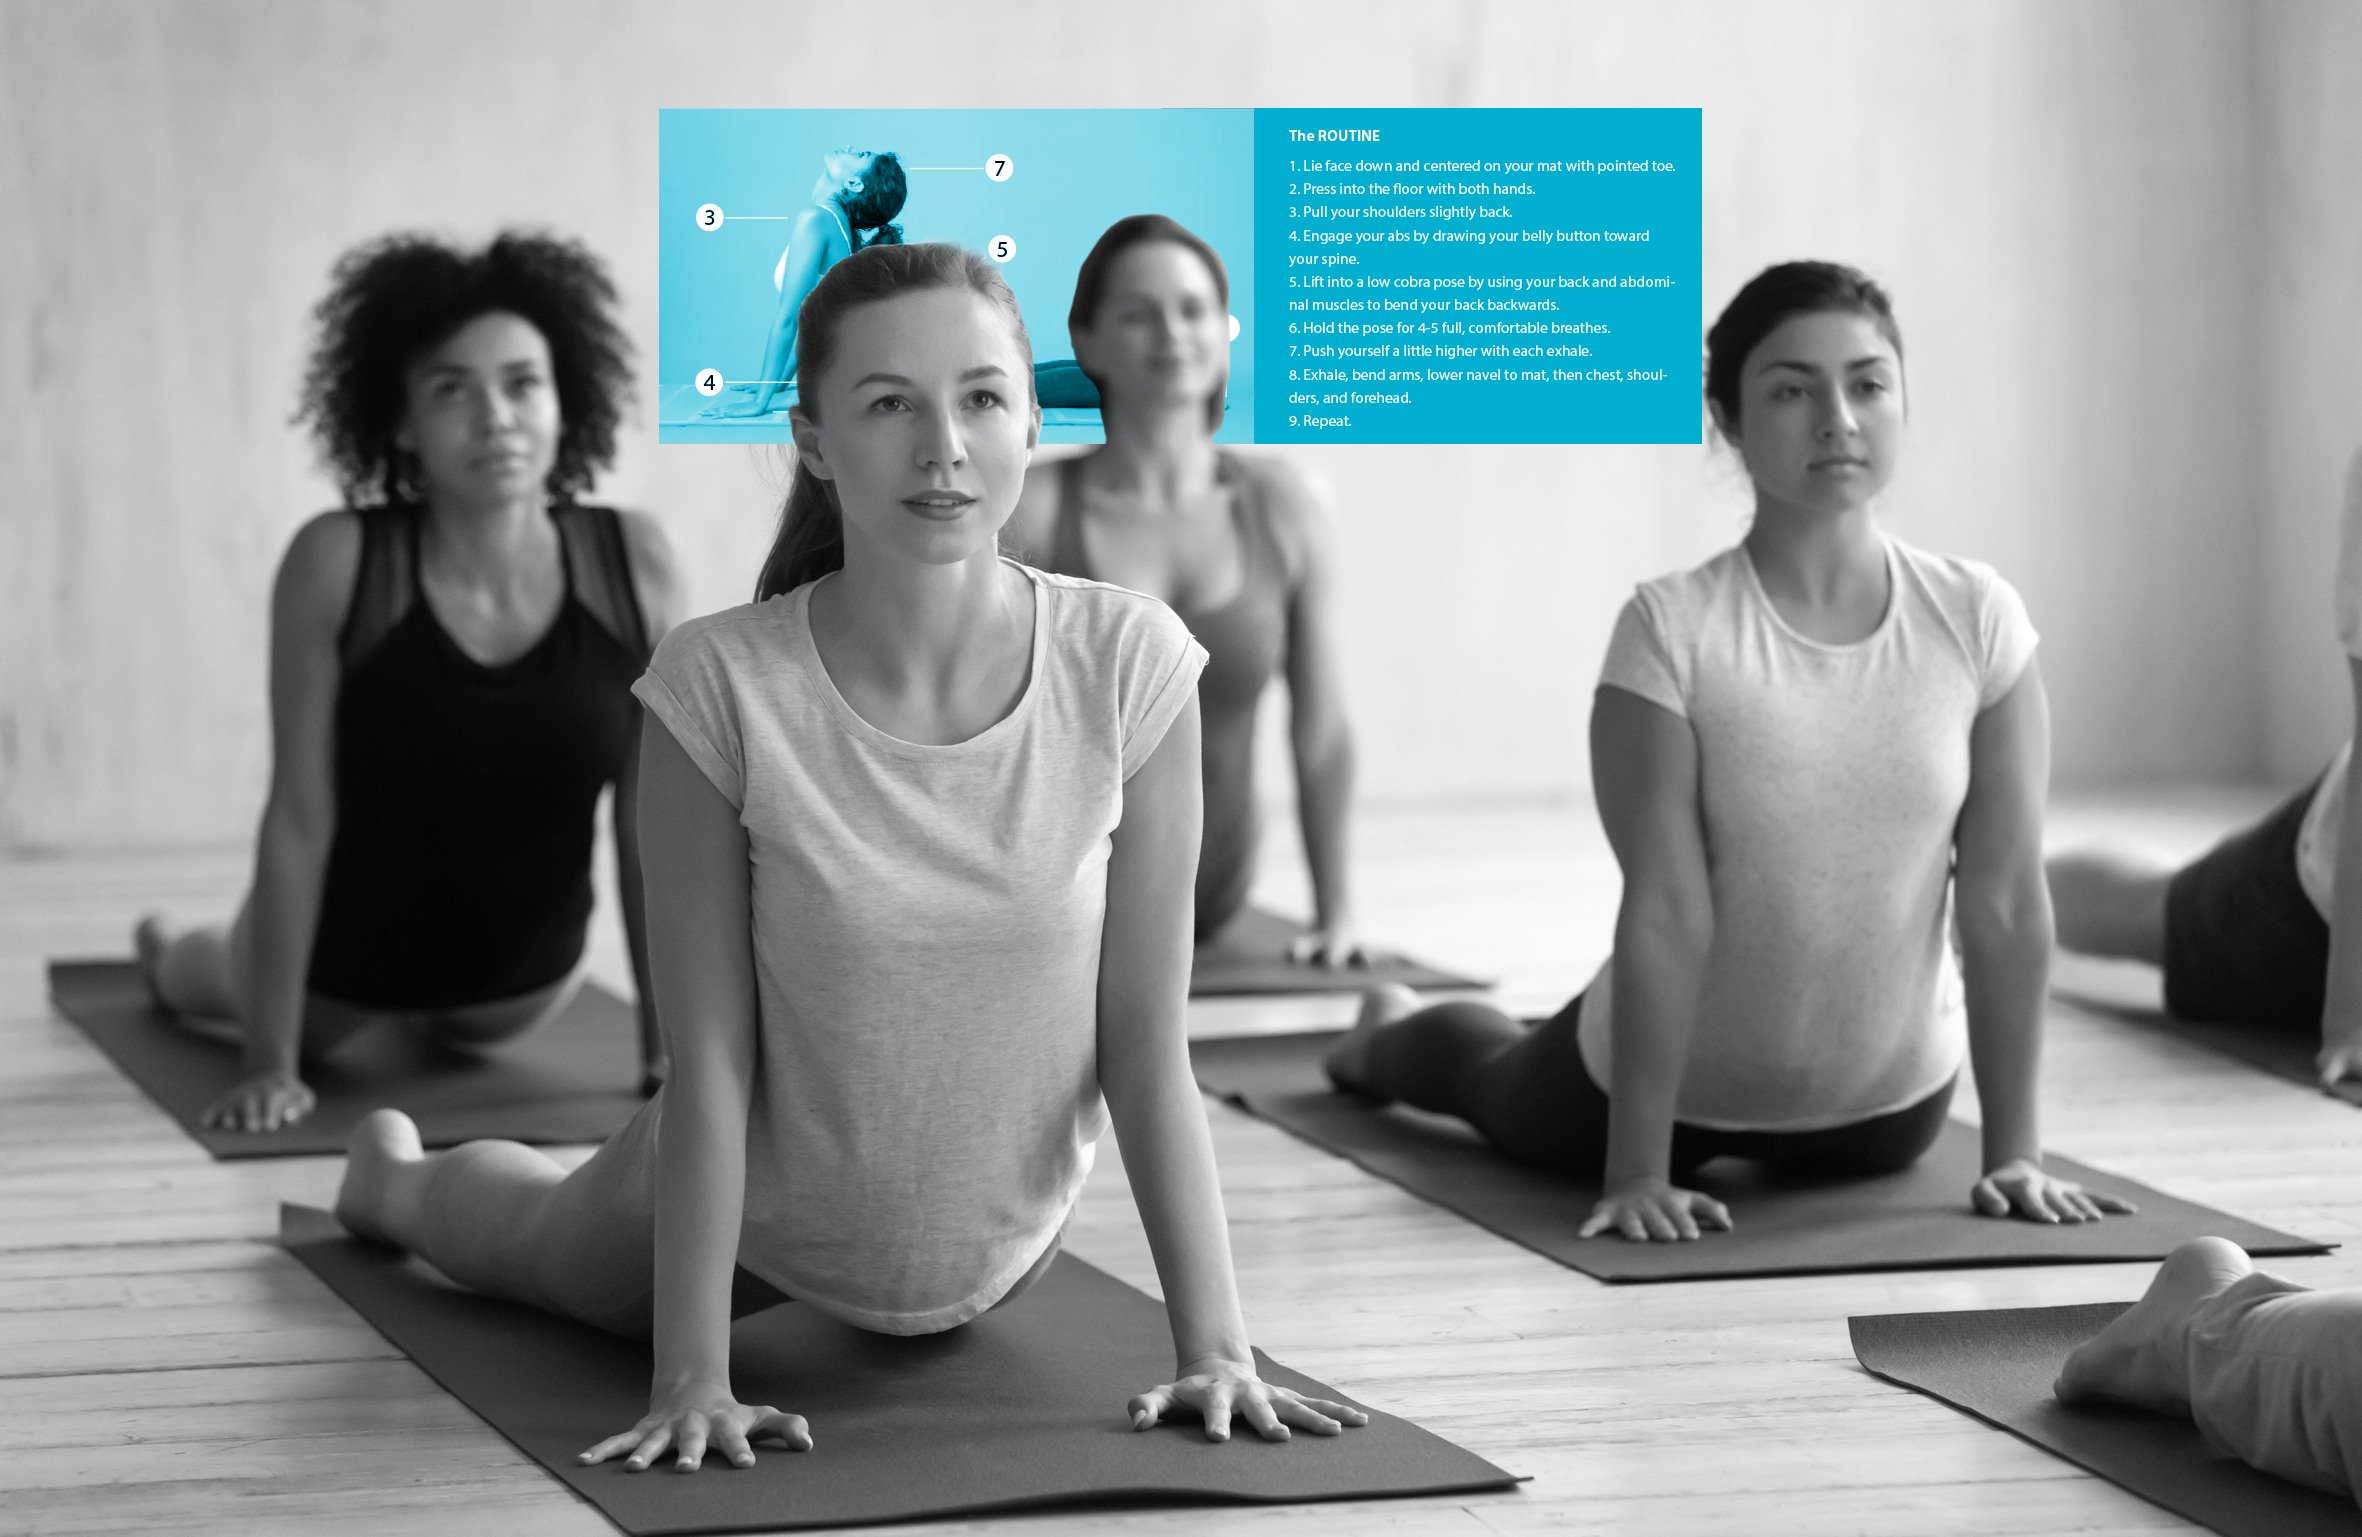 7
3
5
4
The ROUTINE
1. Lie face down and centered on your mat with pointed toe.
2. Press into the floor with both hands.
3. Pull your shoulders slightly back.
4. Engage your abs by drawing your belly button toward
your spine.
5. Lift into a low cobra pose by using your back and abdomi-
nal muscles to bend your back backwards.
6. Hold the pose for 4-5 full, comfortable breathes.
7. Push yourself a little higher with each exhale.
8. Exhale, bend arms, lower navel to mat, then chest, shoul-
ders, and forehead.
9. Repeat.